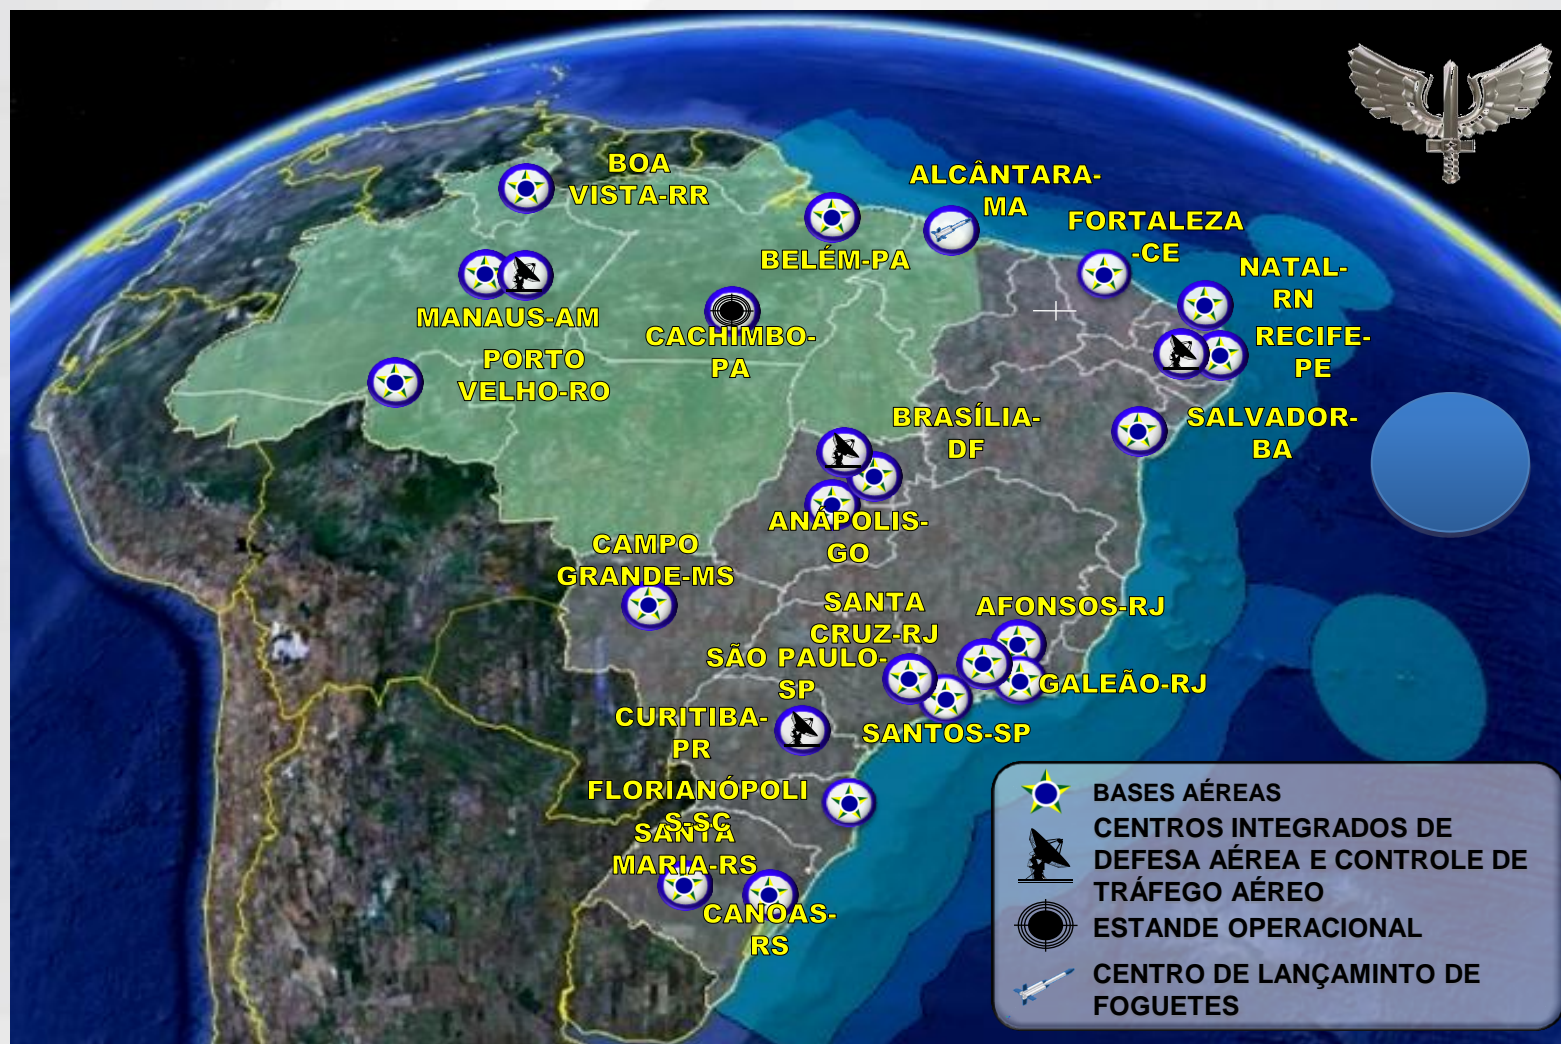 BOA
VISTA-RR
ALCÂNTARA-
MA
FORTALEZA
-CE
BELÉM-PA
NATAL-
RN
MANAUS-AM
CACHIMBO-
PA
RECIFE-
PE
PORTO
VELHO-RO
BRASÍLIA-
DF
SALVADOR-
BA
ANÁPOLIS-
GO
CAMPO
GRANDE-MS
SANTA
CRUZ-RJ
AFONSOS-RJ
SÃO PAULO-
SP
GALEÃO-RJ
CURITIBA-
PR
SANTOS-SP
FLORIANÓPOLI
S-SC
SANTA
MARIA-RS
CANOAS-
RS
BASES AÉREAS
CENTROS INTEGRADOS DE
DEFESA AÉREA E CONTROLE DE
TRÁFEGO AÉREO
ESTANDE OPERACIONAL
CENTRO DE LANÇAMINTO DE
FOGUETES